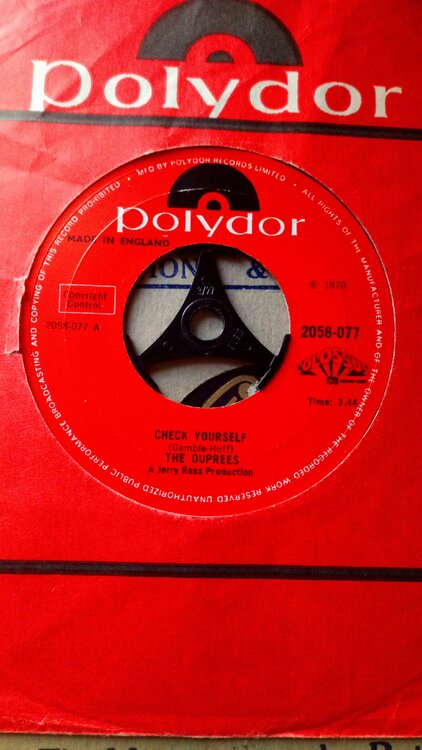 polydor
MFD BY POLYDOR RECORDS LIMITED • ALL RIGHTS OF THE MANUFACTURER AND OF THE OWNER OF THE RECORDED WORK RESERVED UNAUTHORIZED PUBLIC PERFORMANCE BROADCASTING AND COPYING OF THIS RECORD PROHIBITED •
polydor
MADE IN ENGLAND
ION &
Copyright
Control
℗ 1970
2058-077 A
2058-077
COLOSSUS
Time: 2.44
CHECK YOURSELF
(Gamble-Huff)
THE DUPREES
A Jerry Ross Production